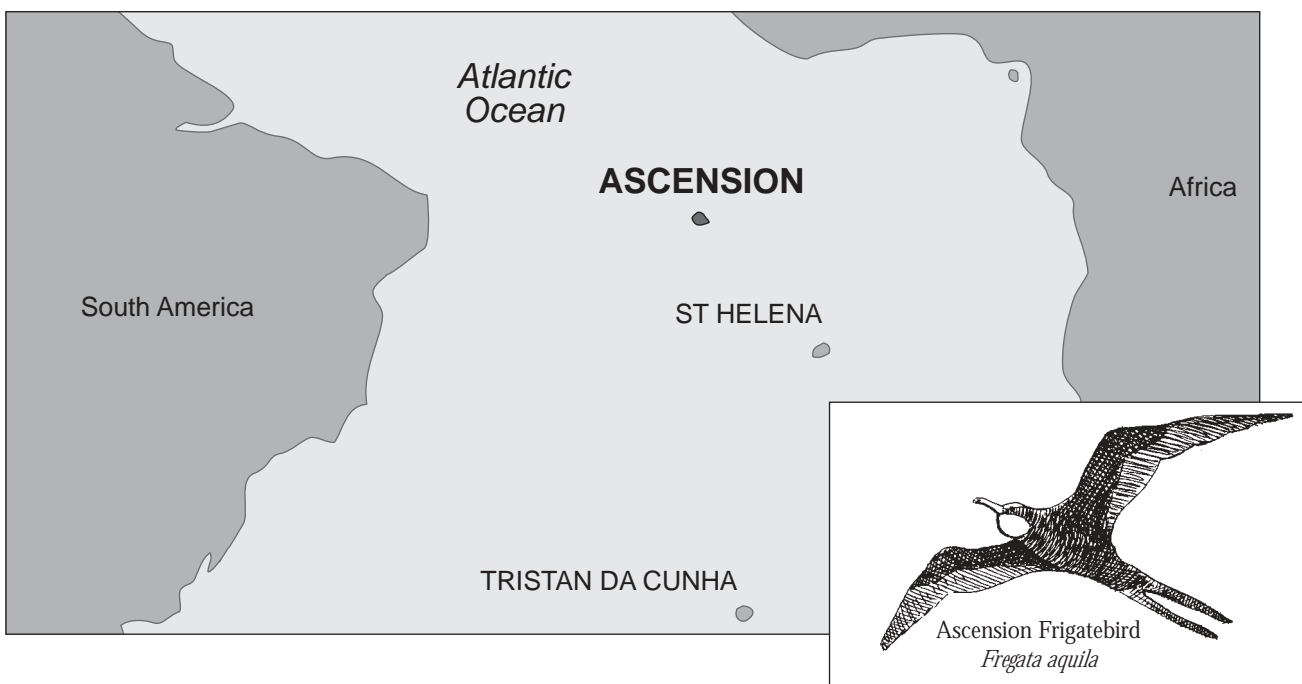 Atlantic
Ocean
ASCENSION
Africa
South America
ST HELENA
TRISTAN DA CUNHA
Ascension Frigatebird
Fregata aquila